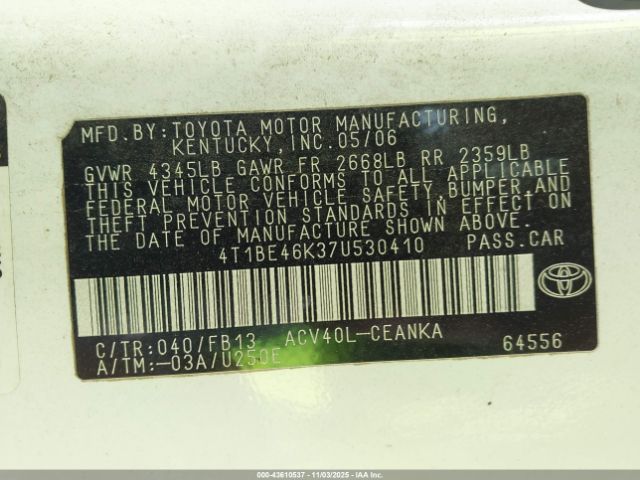 MFD.BY:TOYOTA MOTOR MANUFACTURING,
KENTUCKY, INC.05/06
GVWR 4345LB GAWR FR 2668LB RR 2359LB
THIS VEHICLE CONFORMS TO ALL APPLICABLE
FEDERAL MOTOR VEHICLE SAFETY, BUMPER, AND
THEFT PREVENTION STANDARDS IN EFFECT ON
THE DATE OF MANUFACTURE SHOWN ABOVE.
4T1BE46K37U530410 PASS.CAR
C/TR:040/FB13 ACV40L-CEANKA
A/TM:-03A/U250E 64556
TOYOTA
000-43610537 - 11/03/2025 - Copyright © 2025 IAA, Inc.